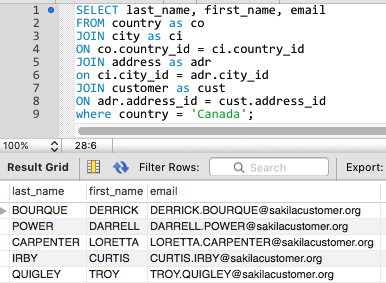 1 SELECT last_name, first_name, email
2 FROM country as co
3 JOIN city as ci
4 ON co.country_id = ci.country_id
5 JOIN address as adr
6 on ci.city_id = adr.city_id
7 JOIN customer as cust
8 ON adr.address_id = cust.address_id
9 where country = 'Canada';
100% 28:6
Result Grid Filter Rows: Search Export:
last_name first_name email
BOURQUE DERRICK DERRICK.BOURQUE@sakilacustomer.org
POWER DARRELL DARRELL.POWER@sakilacustomer.org
CARPENTER LORETTA LORETTA.CARPENTER@sakilacustomer.org
IRBY CURTIS CURTIS.IRBY@sakilacustomer.org
QUIGLEY TROY TROY.QUIGLEY@sakilacustomer.org